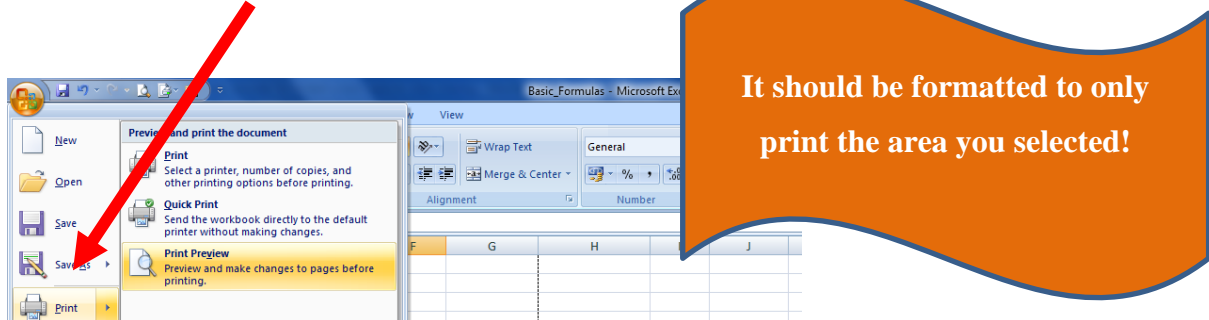 Basic_Formulas - Microsoft Exc
View
New
Open
Save
Save As
Print
Preview and print the document
Print
Select a printer, number of copies, and
other printing options before printing.
Quick Print
Send the workbook directly to the default
printer without making changes.
Print Preview
Preview and make changes to pages before
printing.
Wrap Text
Merge & Center
Alignment
General
%
Number
F
G
H
J
It should be formatted to only
print the area you selected!